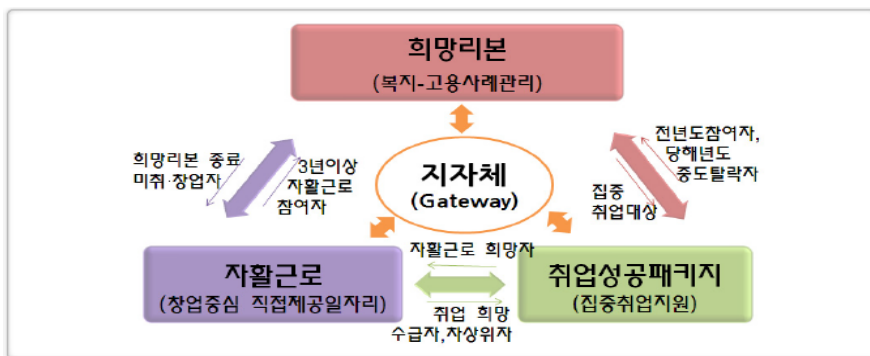 희망리본
(복지-고용사례관리)
희망리본 종료
미취·창업자
3년이상
자활근로
참여자
지자체
(Gateway)
전년도참여자,
당해년도
중도탈락자
집중
취업대상
자활근로
(창업중심 직접제공일자리)
자활근로 희망자
취업 희망
수급자,차상위자
취업성공패키지
(집중취업지원)